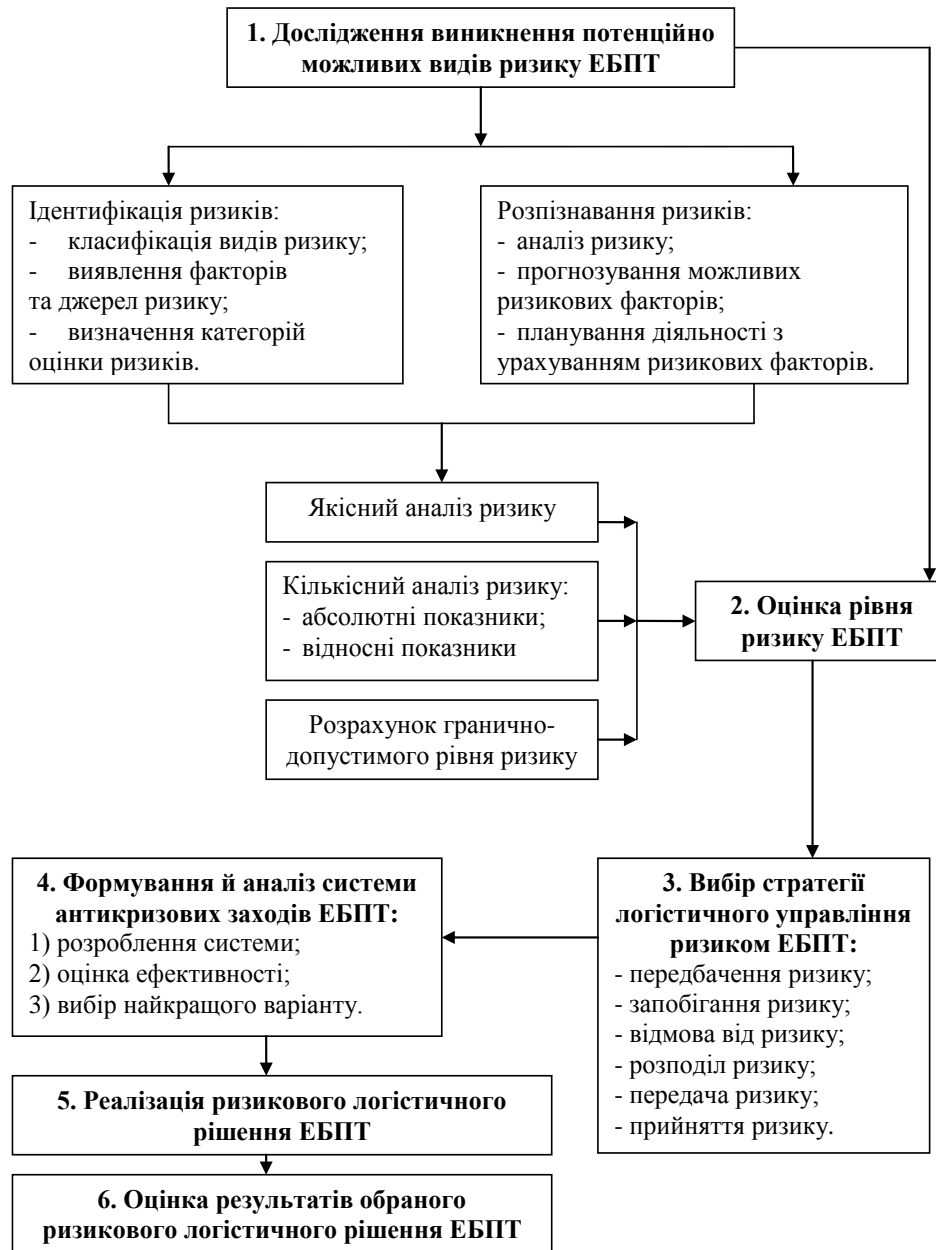 1. Дослідження виникнення потенційно
можливих видів ризику ЕБПТ
Ідентифікація ризиків:
- класифікація видів ризику;
- виявлення факторів
та джерел ризику;
- визначення категорій
оцінки ризиків.
Розпізнавання ризиків:
- аналіз ризику;
- прогнозування можливих
ризикових факторів;
- планування діяльності з
урахуванням ризикових факторів.
Якісний аналіз ризику
Кількісний аналіз ризику:
- абсолютні показники;
- відносні показники
Розрахунок гранично-
допустимого рівня ризику
2. Оцінка рівня
ризику ЕБПТ
3. Вибір стратегії
логістичного управління
ризиком ЕБПТ:
- передбачення ризику;
- запобігання ризику;
- відмова від ризику;
- розподіл ризику;
- передача ризику;
- прийняття ризику.
4. Формування й аналіз системи
антикризових заходів ЕБПТ:
1) розроблення системи;
2) оцінка ефективності;
3) вибір найкращого варіанту.
5. Реалізація ризикового логістичного
рішення ЕБПТ
6. Оцінка результатів обраного
ризикового логістичного рішення ЕБПТ